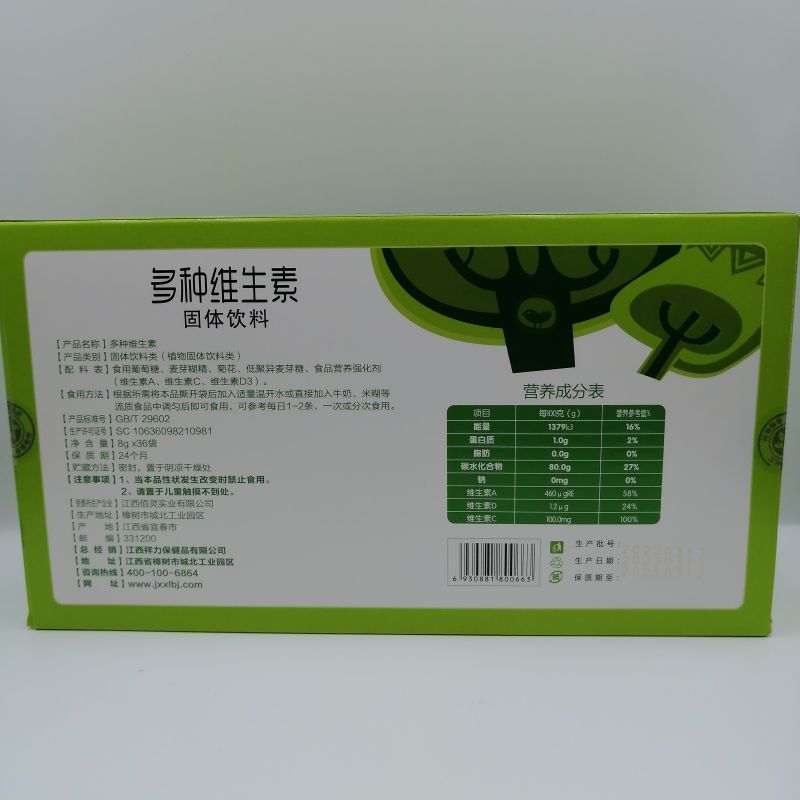 多种维生素
固体饮料
【产品名称】多种维生素
【产品类别】固体饮料类（植物固体饮料类）
【配 料 表】食用葡萄糖、麦芽糊精、菊花、低聚异麦芽糖、食品营养强化剂
（维生素A、维生素C、维生素D3）。
【食用方法】根据所需将本品撕开袋后加入适量温开水或直接加入牛奶、米糊等
流质食品中调匀后即可食用，可参考每日1-2条，一次或分次食用。
【产品标准号】GB/T 29602
【生产许可证号】SC 10636098210981
【净 含 量】8g x36袋
【保 质 期】24个月
【贮藏方法】密封，置于阴凉干燥处
【注意事项】1、当本品性状发生改变时禁止食用。
2、请置于儿童触摸不到处。
【受委托生产企业】江西佰灵实业有限公司
【生产地址】樟树市城北工业园区
【产 地】江西省宜春市
【邮 编】331200
【总 经 销】江西祥力保健品有限公司
【地 址】江西省樟树市城北工业园区
【咨询热线】400-100-6864
【网 址】www.jxxlbj.com
营养成分表
项目 每100克（g） 营养参考值%
能量 1379kJ 16%
蛋白质 1.0g 2%
脂肪 0.0g 0%
碳水化合物 80.0g 27%
钠 0mg 0%
维生素A 460μgRE 58%
维生素D 1.2μg 24%
维生素C 100.0mg 100%
6 930881 800663
生产批号：
生产日期：
保质期至：